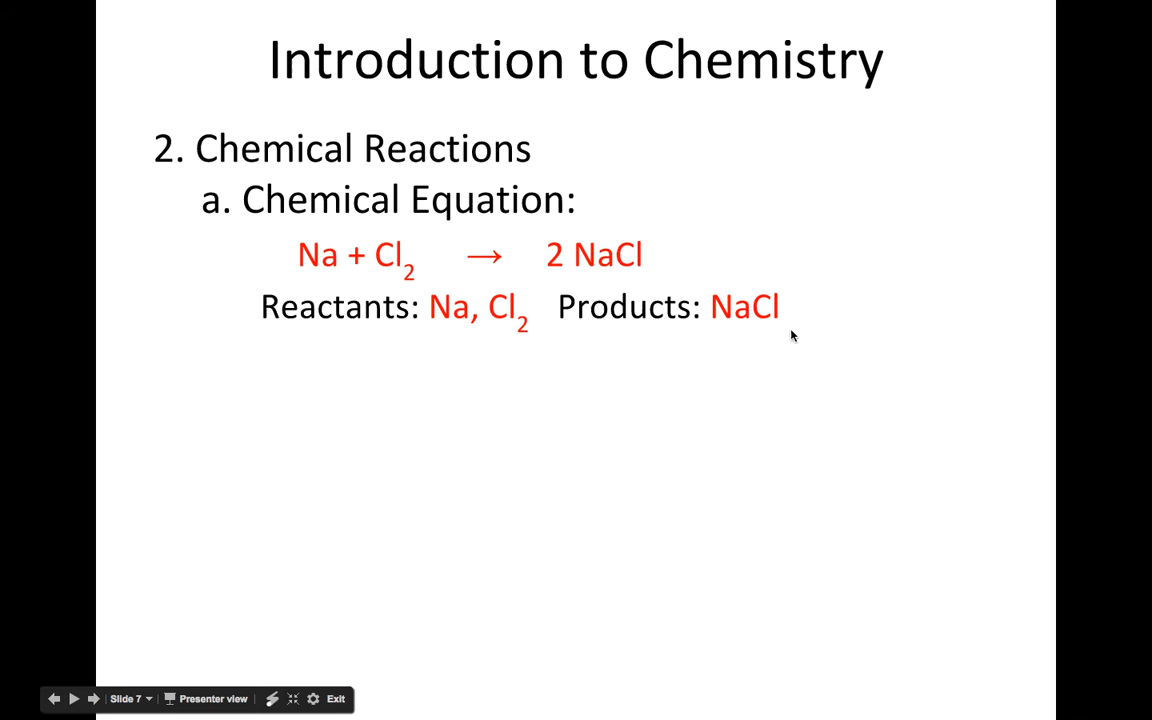 Introduction to Chemistry
2. Chemical Reactions
a. Chemical Equation:
Na + Cl₂ → 2 NaCl
Reactants: Na, Cl₂ Products: NaCl
Slide 7 Presenter view Exit